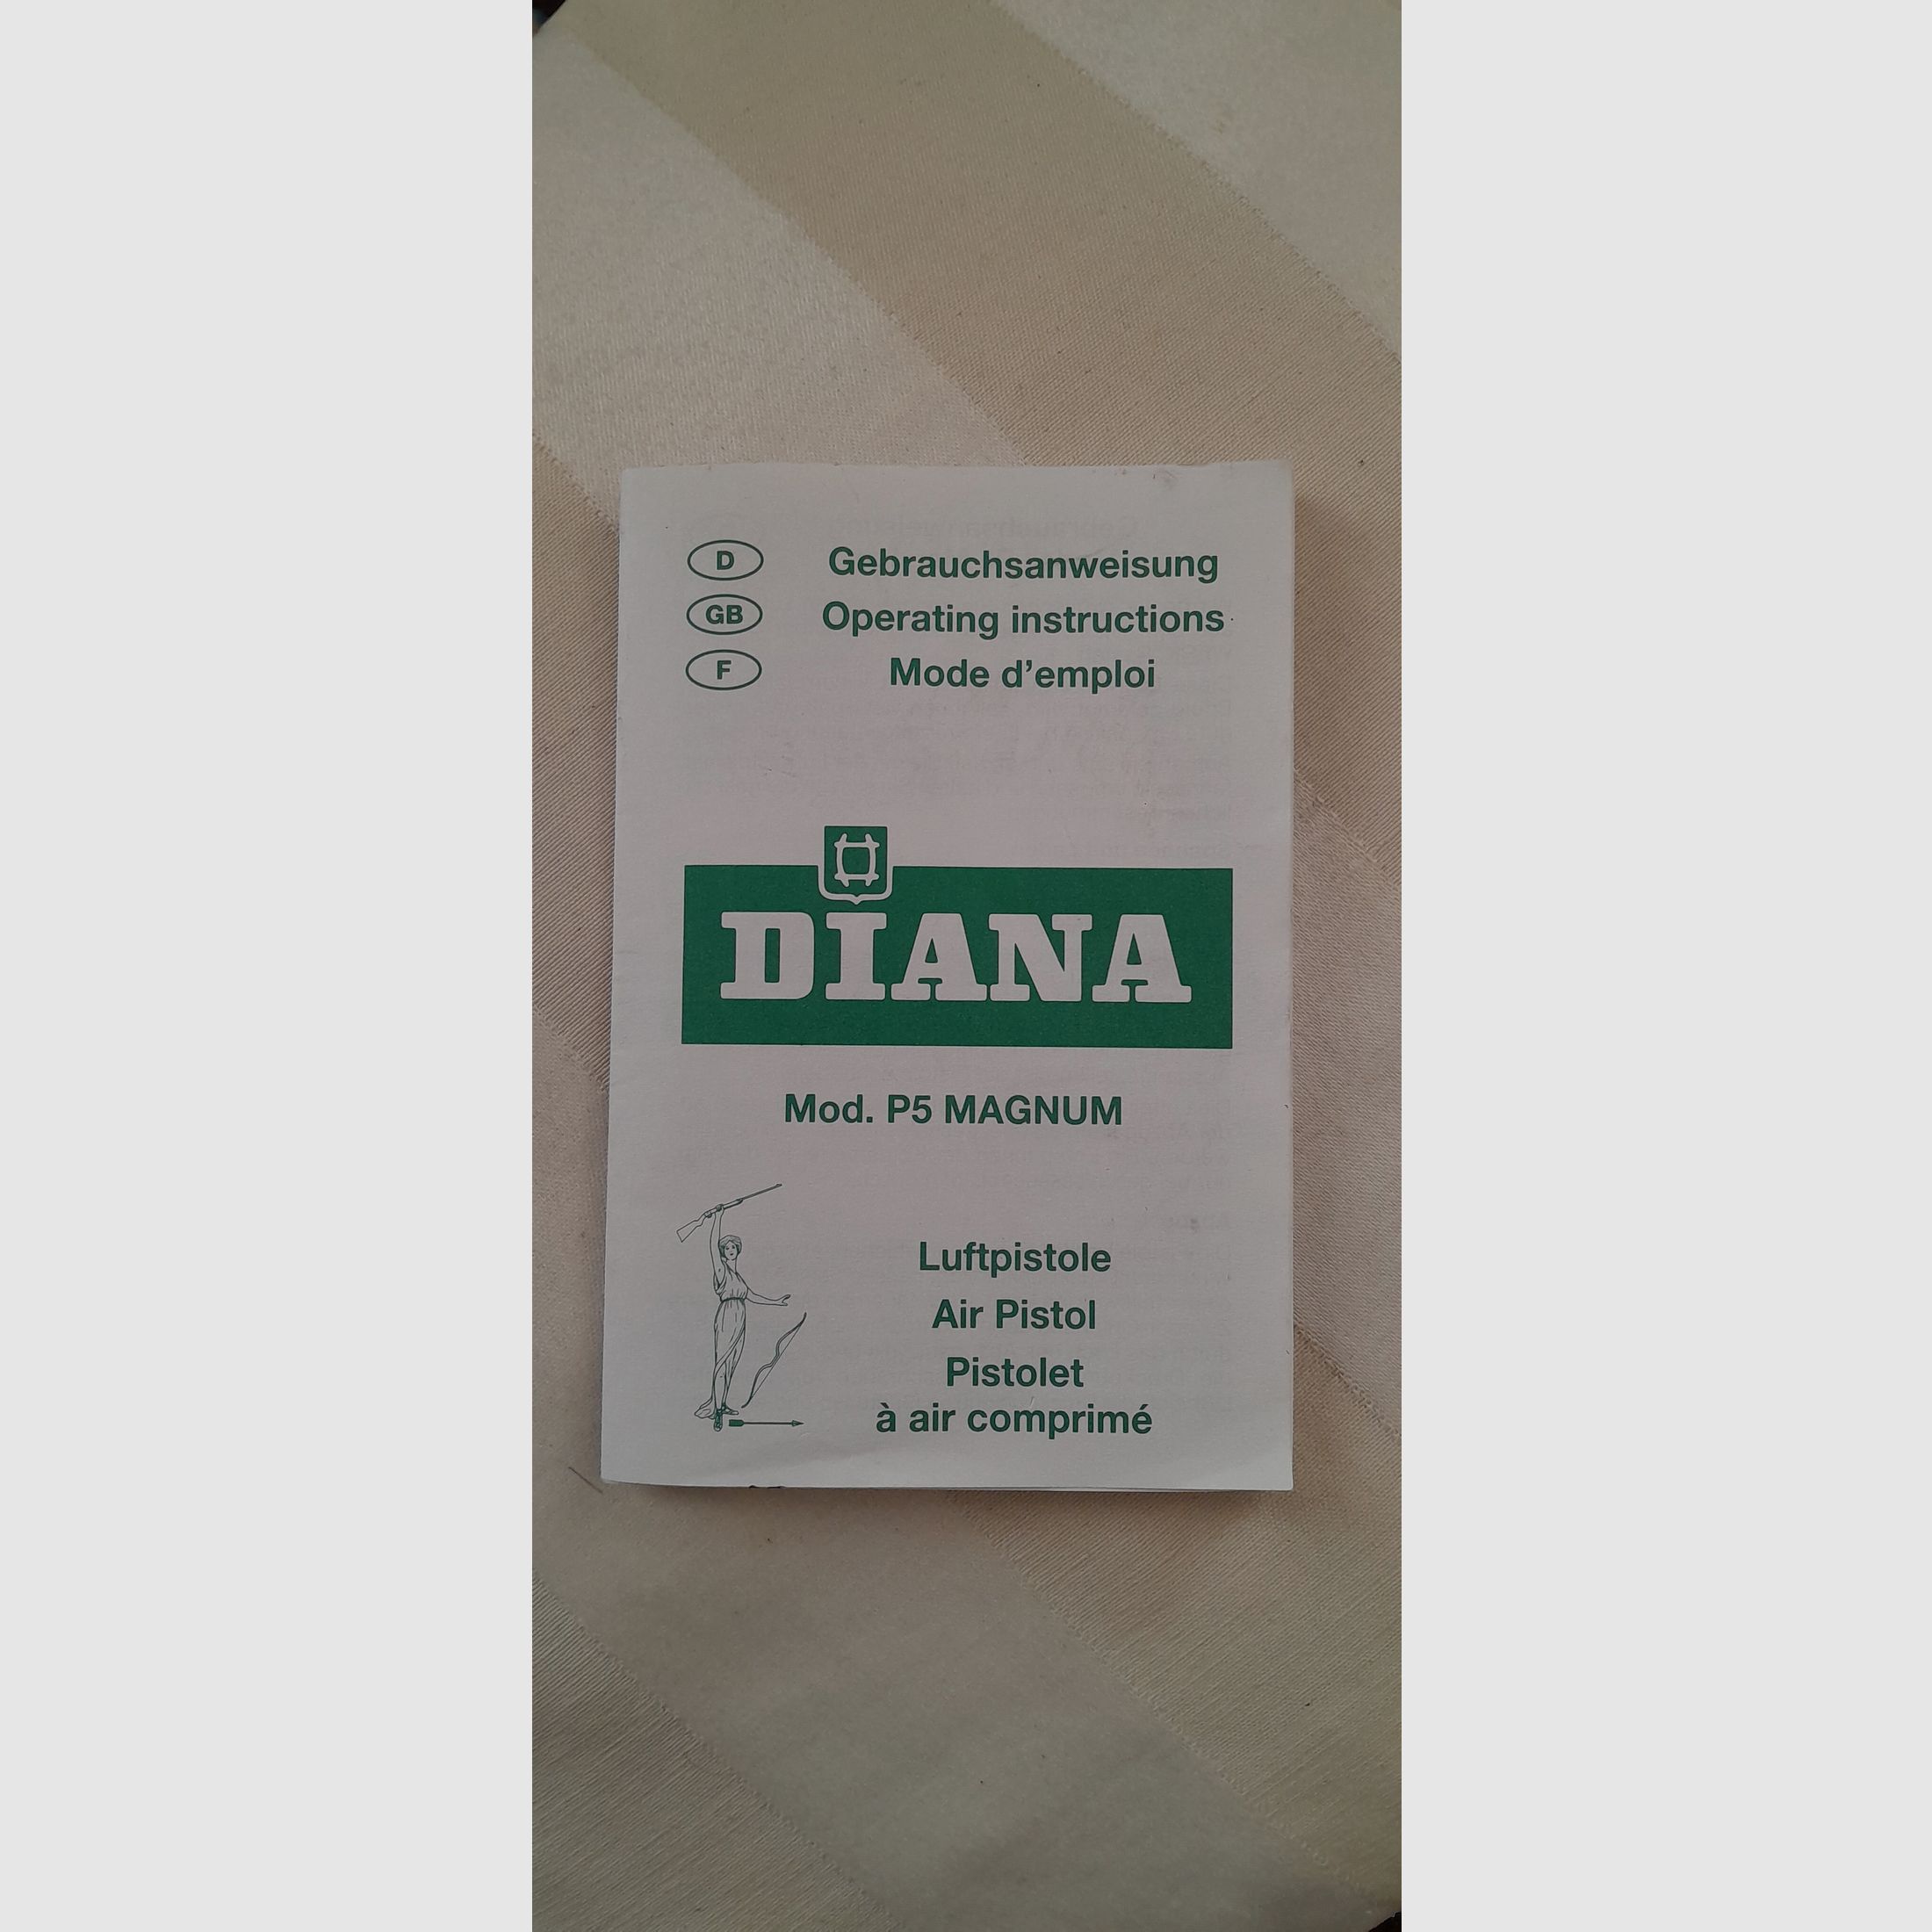 D Gebrauchsanweisung
GB Operating instructions
F Mode d’emploi
DIANA
Mod. P5 MAGNUM
Luftpistole
Air Pistol
Pistolet
à air comprimé